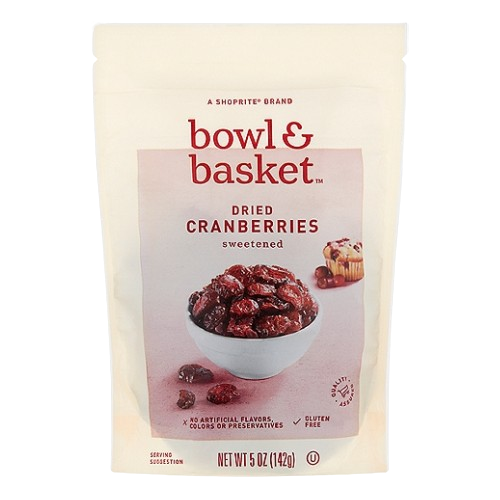 A SHOPRITE® BRAND
bowl &
basket™
DRIED
CRANBERRIES
sweetened
QUALITY
NO ARTIFICIAL FLAVORS,
COLORS OR PRESERVATIVES
GLUTEN
FREE
SERVING
SUGGESTION
NET WT 5 OZ (142g)
U